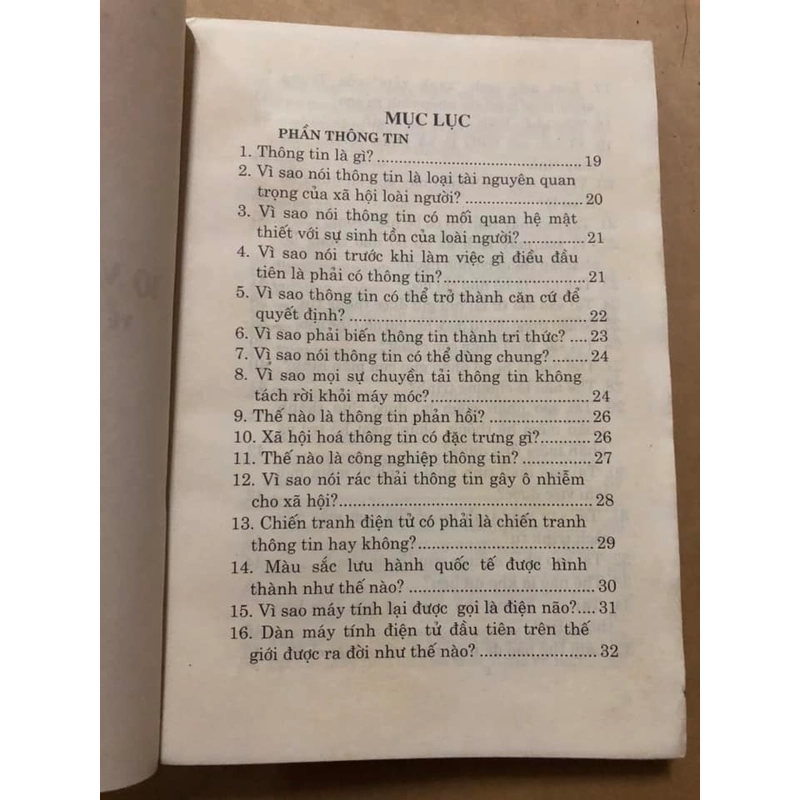 MỤC LỤC
PHẦN THÔNG TIN
1. Thông tin là gì? ............................................ 19
2. Vì sao nói thông tin là loại tài nguyên quan
trọng của xã hội loài người? ......................... 20
3. Vì sao nói thông tin có mối quan hệ mật
thiết với sự sinh tồn của loài người? ............. 21
4. Vì sao nói trước khi làm việc gì điều đầu
tiên là phải có thông tin? .............................. 21
5. Vì sao thông tin có thể trở thành căn cứ để
quyết định? .................................................. 22
6. Vì sao phải biến thông tin thành tri thức? .... 23
7. Vì sao nói thông tin có thể dùng chung? ........ 24
8. Vì sao mọi sự chuyển tải thông tin không
tách rời khỏi máy móc? ................................. 24
9. Thế nào là thông tin phản hồi? ..................... 26
10. Xã hội hoá thông tin có đặc trưng gì? ........... 26
11. Thế nào là công nghiệp thông tin? ............... 27
12. Vì sao nói rác thải thông tin gây ô nhiễm
cho xã hội? ................................................... 28
13. Chiến tranh điện tử có phải là chiến tranh
thông tin hay không? .................................... 29
14. Màu sắc lưu hành quốc tế được hình
thành như thế nào? ...................................... 30
15. Vì sao máy tính lại được gọi là điện não? .... 31
16. Dàn máy tính điện tử đầu tiên trên thế
giới được ra đời như thế nào? ....................... 32